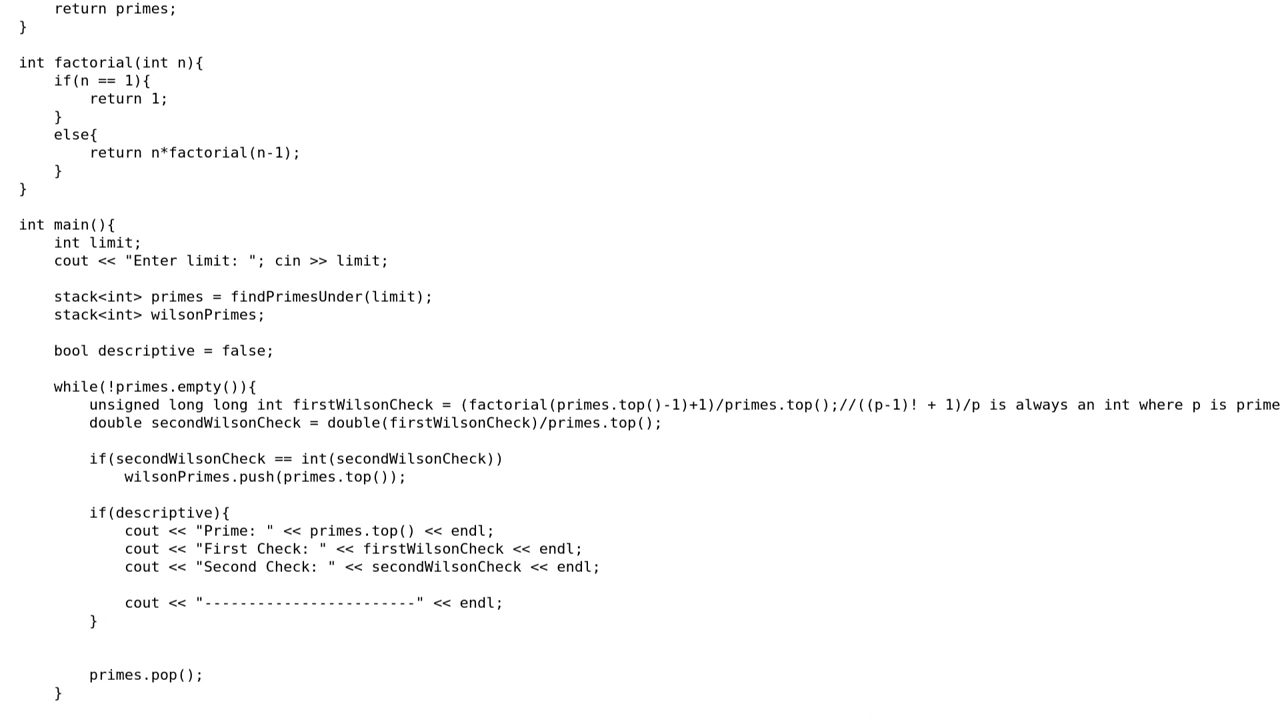 return primes;
}

int factorial(int n){
    if(n == 1){
        return 1;
    }
    else{
        return n*factorial(n-1);
    }
}

int main(){
    int limit;
    cout << "Enter limit: "; cin >> limit;

    stack<int> primes = findPrimesUnder(limit);
    stack<int> wilsonPrimes;

    bool descriptive = false;

    while(!primes.empty()){
        unsigned long long int firstWilsonCheck = (factorial(primes.top()-1)+1)/primes.top();//((p-1)! + 1)/p is always an int where p is prime
        double secondWilsonCheck = double(firstWilsonCheck)/primes.top();

        if(secondWilsonCheck == int(secondWilsonCheck))
            wilsonPrimes.push(primes.top());

        if(descriptive){
            cout << "Prime: " << primes.top() << endl;
            cout << "First Check: " << firstWilsonCheck << endl;
            cout << "Second Check: " << secondWilsonCheck << endl;

            cout << "------------------------" << endl;
        }


        primes.pop();
    }